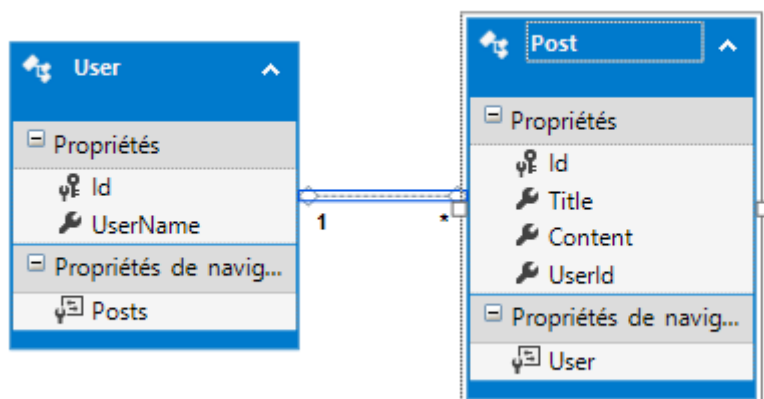 User
Propriétés
Id
UserName
Propriétés de navig...
Posts
1
*
Post
Propriétés
Id
Title
Content
UserId
Propriétés de navig...
User